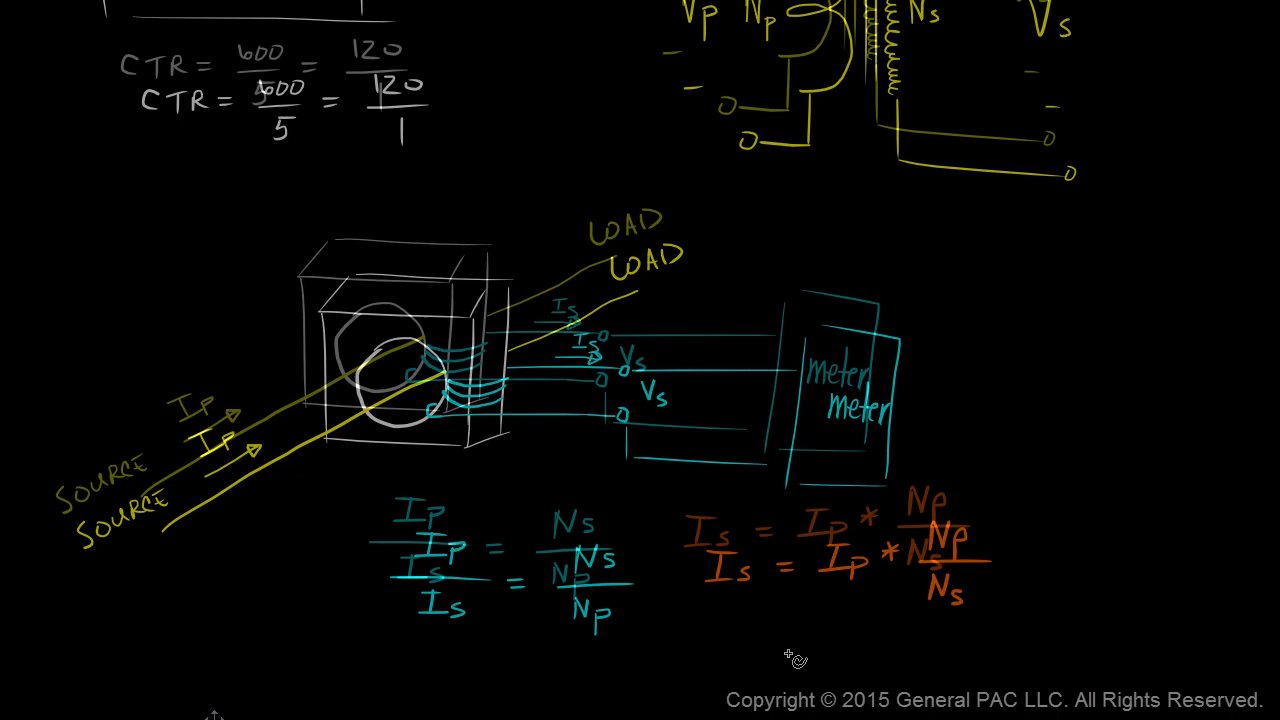 CTR = 600/5 = 120
CTR = 600/5 = 120/1
Vp Np Ns Vs
LOAD
LOAD
Is
Is
Vs
Vs
meter
meter
Ip
Ip
SOURCE
SOURCE
Ip/Is = Ns/Np
Ip/Is = Ns/Np
Is = Ip * Np/Ns
Is = Ip * Np/Ns
Copyright © 2015 General PAC LLC. All Rights Reserved.